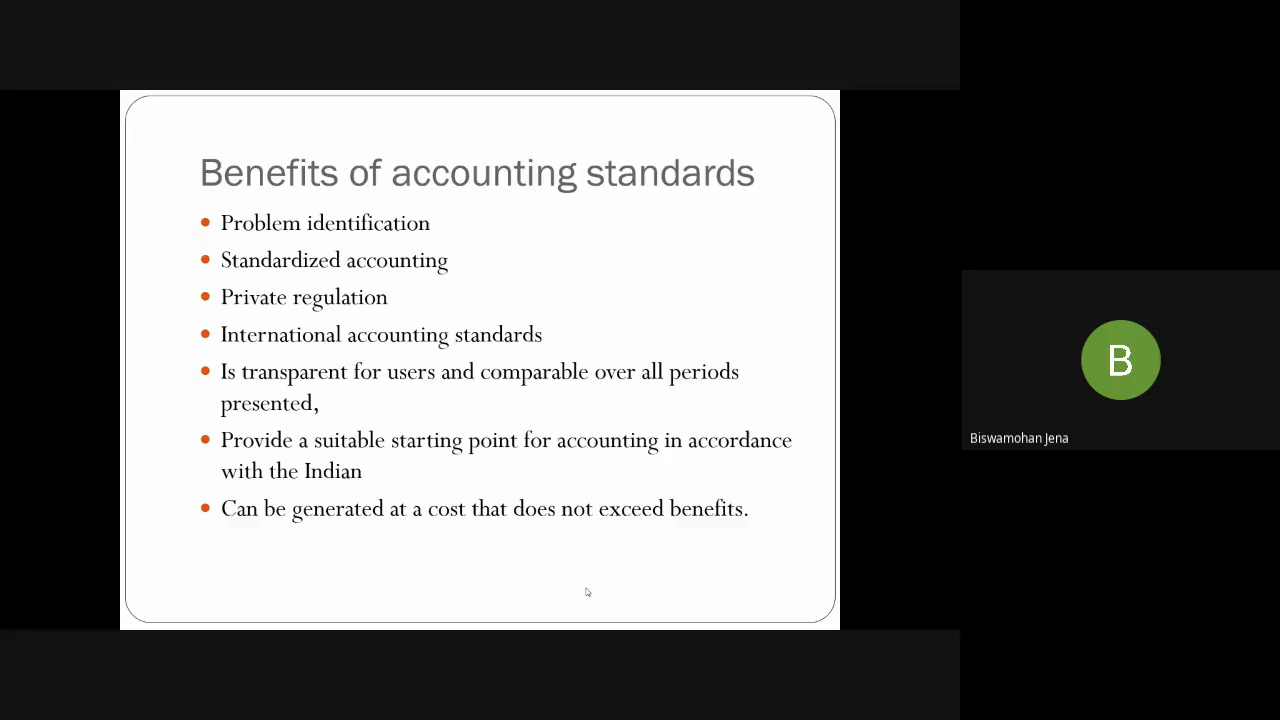 Benefits of accounting standards
Problem identification
Standardized accounting
Private regulation
International accounting standards
Is transparent for users and comparable over all periods
presented,
Provide a suitable starting point for accounting in accordance
with the Indian
Can be generated at a cost that does not exceed benefits.
B
Biswamohan Jena